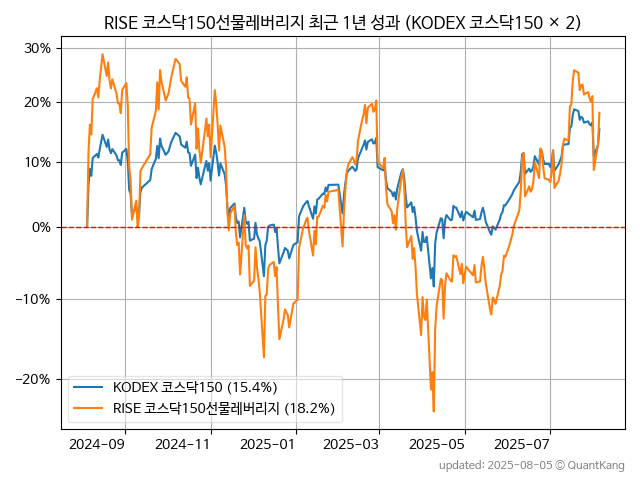 RISE 코스닥150선물레버리지 최근 1년 성과 (KODEX 코스닥150 × 2)
30%
20%
10%
0%
−10%
−20%
KODEX 코스닥150 (15.4%)
RISE 코스닥150선물레버리지 (18.2%)
2024-09 2024-11 2025-01 2025-03 2025-05 2025-07
updated: 2025-08-05 ⓒ QuantKang